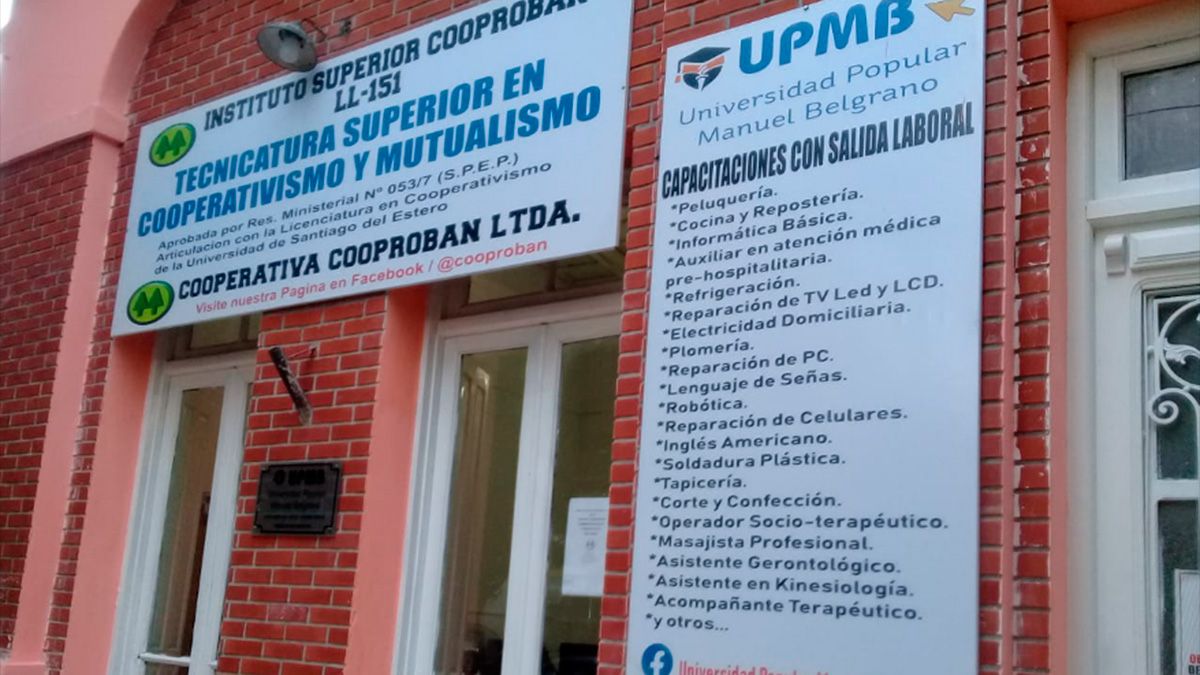 INSTITUTO SUPERIOR COOPROBAN
LL-151
TECNICATURA SUPERIOR EN
COOPERATIVISMO Y MUTUALISMO
Aprobada por Res. Ministerial Nº 053/7 (S.P.E.P.)
Articulacion con la Licenciatura en Cooperativismo
de la Universidad de Santiago del Estero
COOPERATIVA COOPROBAN LTDA.
Visite nuestra Pagina en Facebook / @cooproban
UPMB
UPMB
Universidad Popular
Manuel Belgrano
CAPACITACIONES CON SALIDA LABORAL
*Peluquería.
*Cocina y Repostería.
*Informática Básica.
*Auxiliar en atención médica
pre-hospitalitaria.
*Refrigeración.
*Reparación de TV Led y LCD.
*Electricidad Domiciliaria.
*Plomería.
*Reparación de PC.
*Lenguaje de Señas.
*Robótica.
*Reparación de Celulares.
*Inglés Americano.
*Soldadura Plástica.
*Tapicería.
*Corte y Confección.
*Operador Socio-terapéutico.
*Masajista Profesional.
*Asistente Gerontológico.
*Asistente en Kinesiología.
*Acompañante Terapéutico.
*y otros...
Universidad